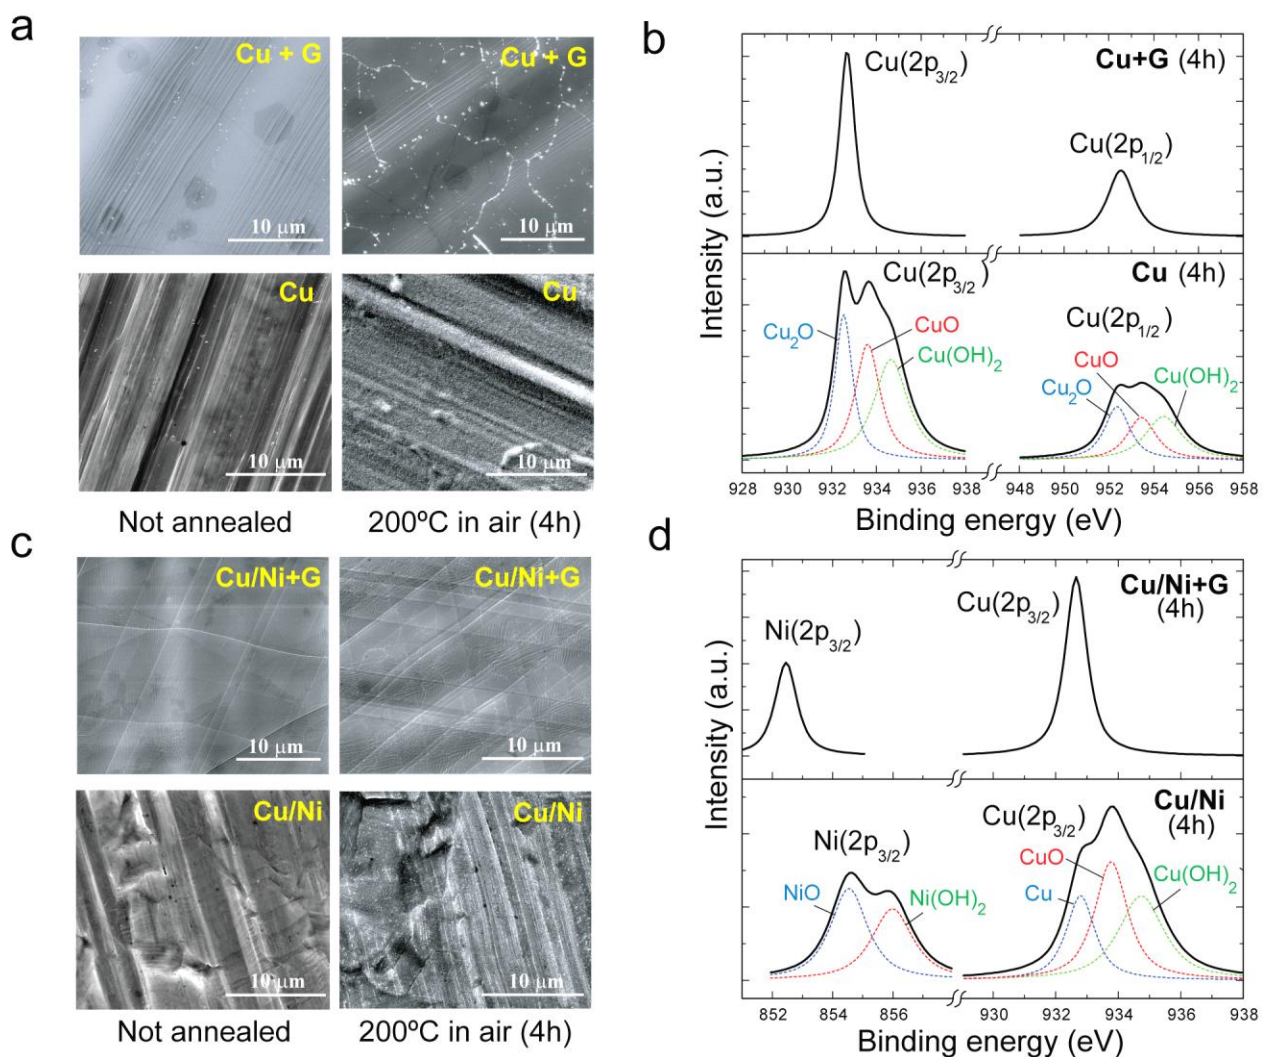 a
Cu + G
10 μm
Cu + G
10 μm
Cu
10 μm
Cu
10 μm
Not annealed
200ºC in air (4h)
b
Intensity (a.u.)
Cu+G (4h)
Cu(2p3/2)
Cu(2p1/2)
Cu (4h)
Cu(2p3/2)
Cu2O
CuO
Cu(OH)2
Cu(2p1/2)
CuO
Cu2O
Cu(OH)2
928 930 932 934 936 938 948 950 952 954 956 958
Binding energy (eV)
c
Cu/Ni+G
10 μm
10 μm
Cu/Ni+G
Cu/Ni
10 μm
Cu/Ni
10 μm
Not annealed
200ºC in air (4h)
d
Intensity (a.u.)
Cu/Ni+G
(4h)
Cu(2p3/2)
Ni(2p3/2)
Cu/Ni
(4h)
Cu(2p3/2)
CuO
Ni(2p3/2)
NiO
Ni(OH)2
Cu
Cu(OH)2
852 854 856 930 932 934 936 938
Binding energy (eV)